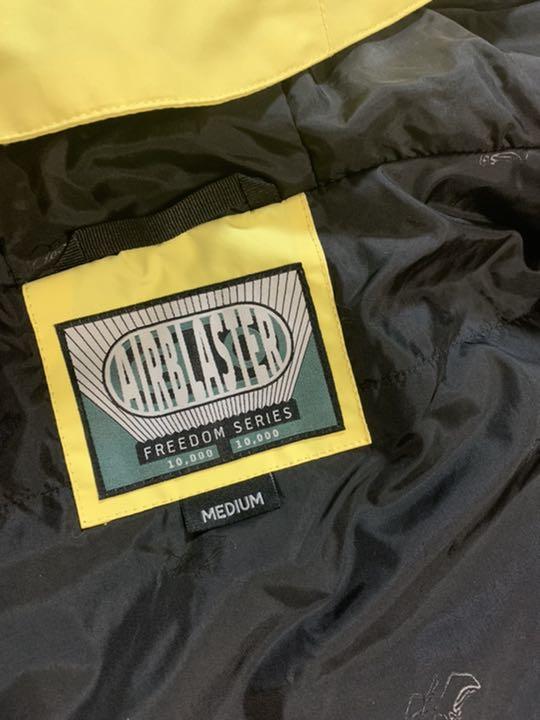 AIRBLASTER
FREEDOM SERIES
10,000 10,000
MEDIUM